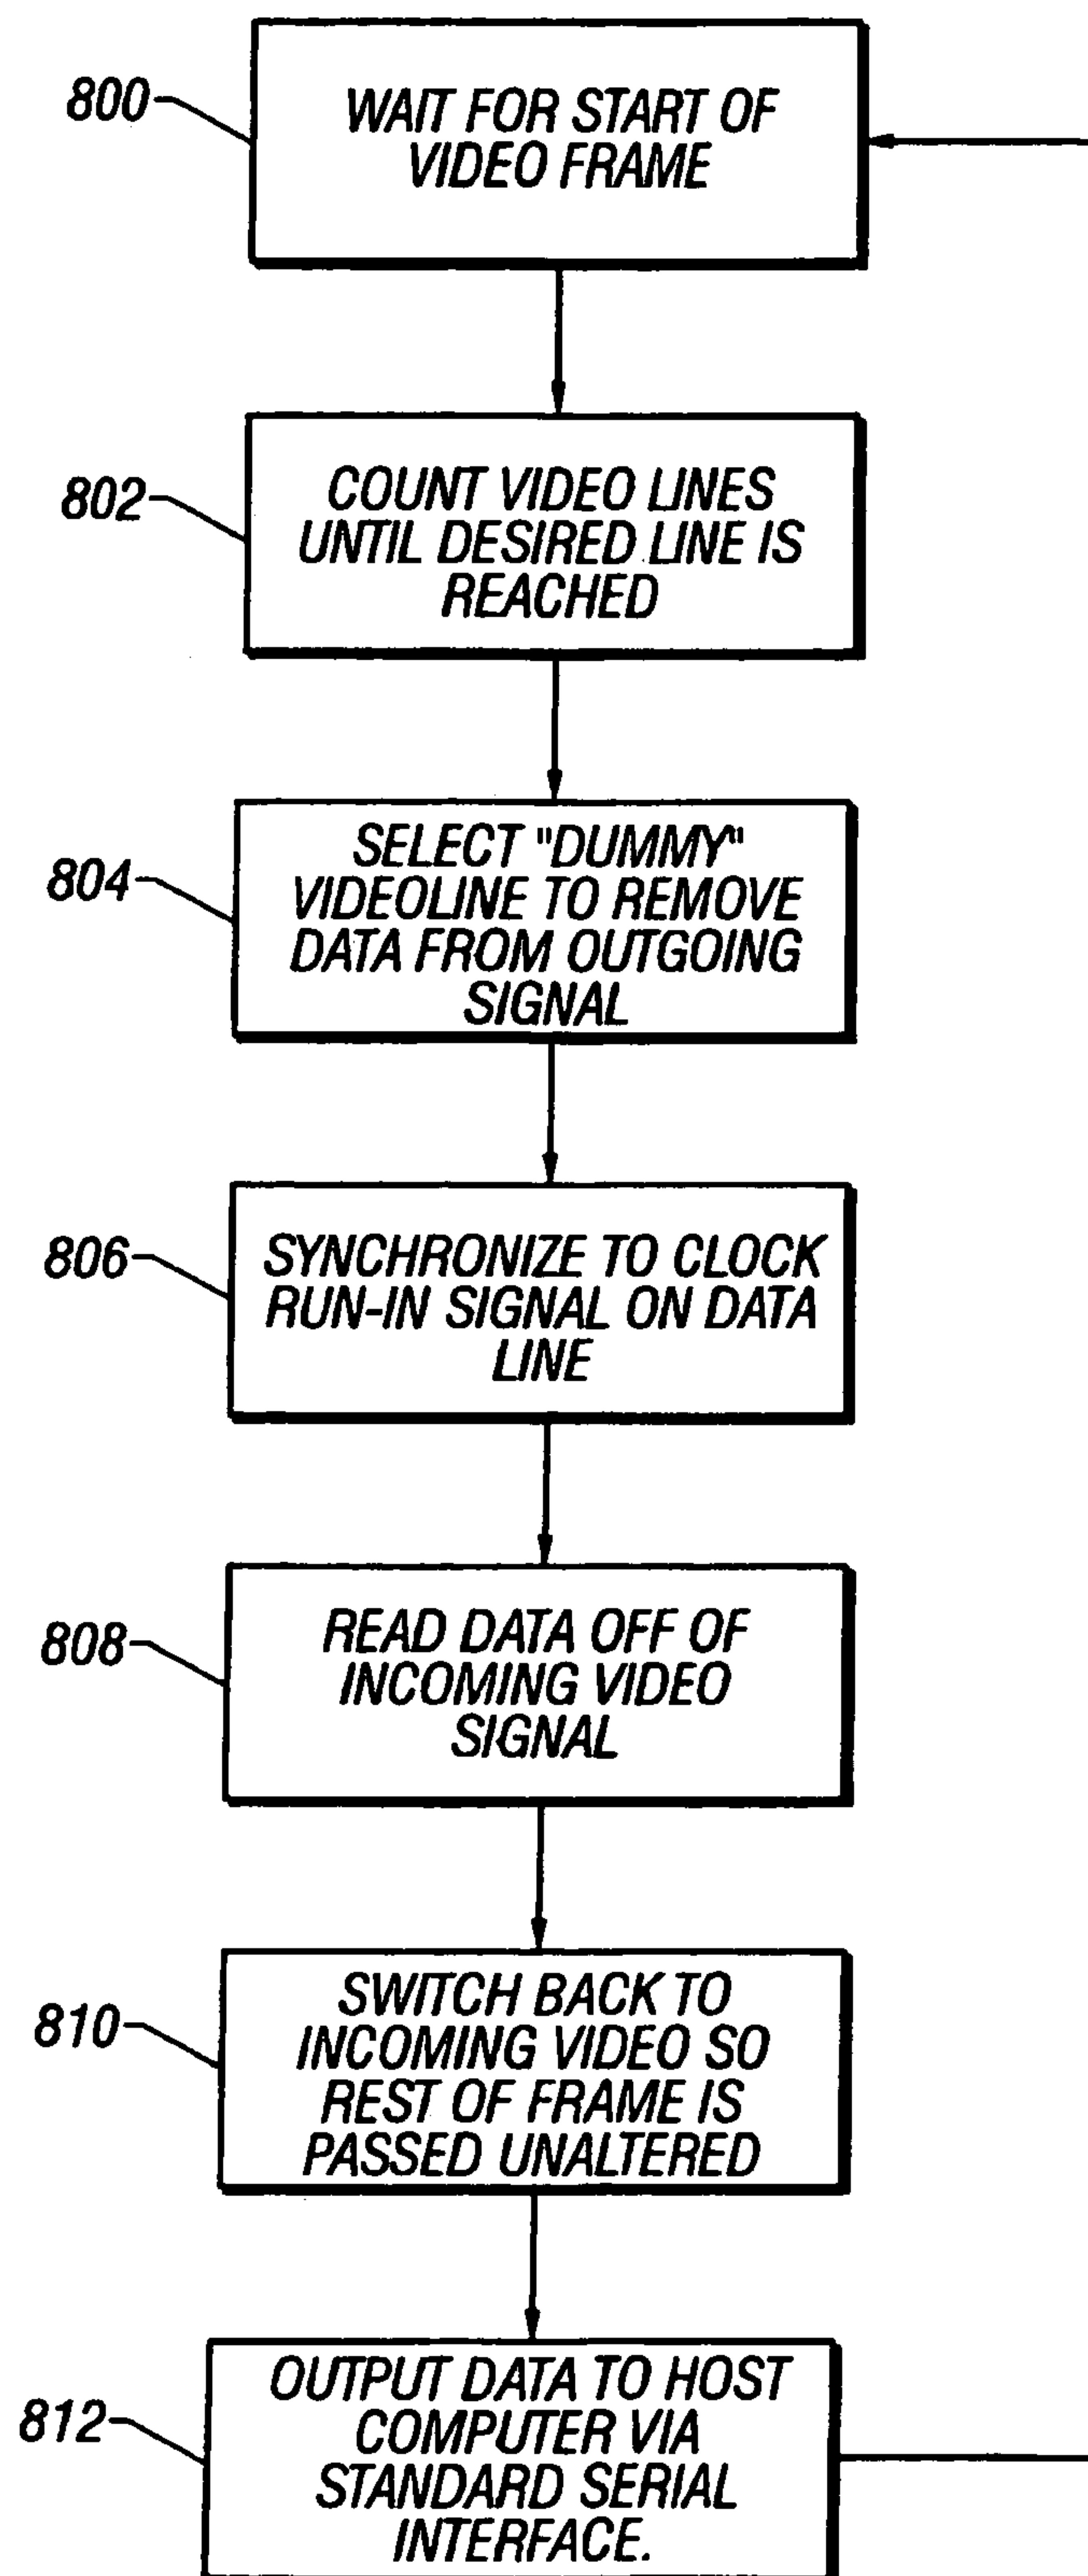 800
WAIT FOR START OF
VIDEO FRAME
802
COUNT VIDEO LINES
UNTIL DESIRED LINE IS
REACHED
804
SELECT "DUMMY"
VIDEOLINE TO REMOVE
DATA FROM OUTGOING
SIGNAL
806
SYNCHRONIZE TO CLOCK
RUN-IN SIGNAL ON DATA
LINE
808
READ DATA OFF OF
INCOMING VIDEO
SIGNAL
810
SWITCH BACK TO
INCOMING VIDEO SO
REST OF FRAME IS
PASSED UNALTERED
812
OUTPUT DATA TO HOST
COMPUTER VIA
STANDARD SERIAL
INTERFACE.